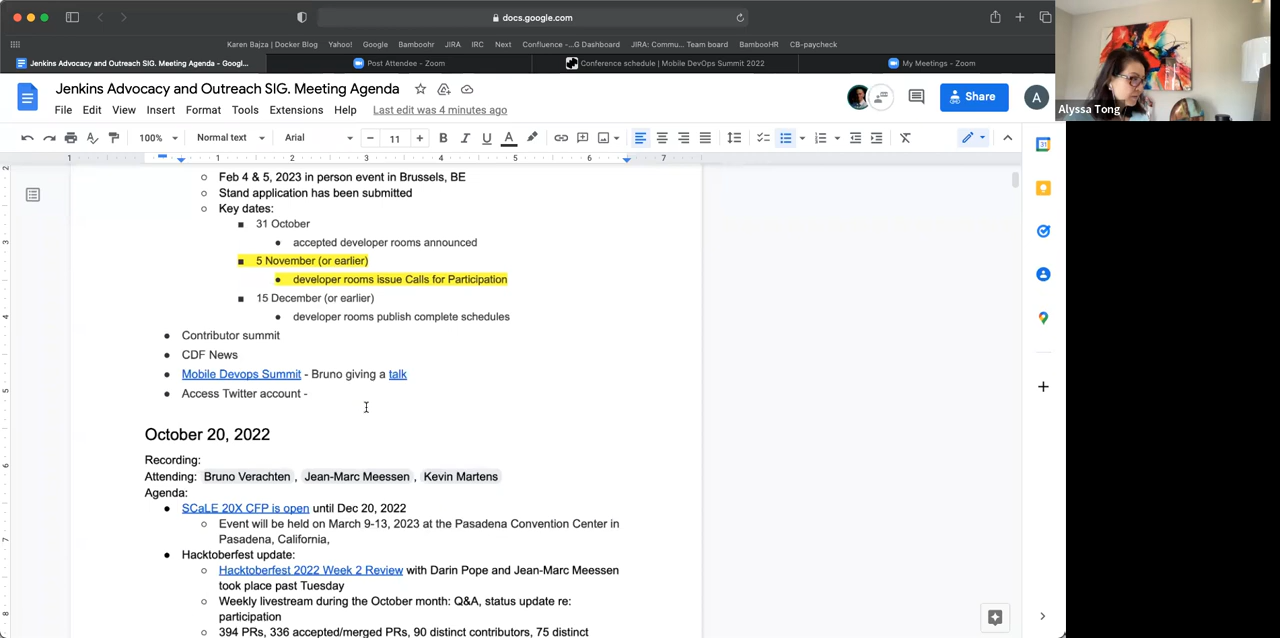 docs.google.com
Karen Bajza | Docker Blog Yahoo! Google Bamboohr JIRA IRC Next Confluence -...G Dashboard JIRA: Commu... Team board BambooHR CB-paycheck
Jenkins Advocacy and Outreach SIG. Meeting Agenda - Googl... Post Attendee - Zoom Conference schedule | Mobile DevOps Summit 2022 My Meetings - Zoom
Jenkins Advocacy and Outreach SIG. Meeting Agenda
Share
A
Alyssa Tong
File Edit View Insert Format Tools Extensions Help Last edit was 4 minutes ago
100% Normal text Arial 11 B I U A
1 1 2 3 4 5 6 7
Feb 4 & 5, 2023 in person event in Brussels, BE
Stand application has been submitted
Key dates:
31 October
accepted developer rooms announced
5 November (or earlier)
developer rooms issue Calls for Participation
15 December (or earlier)
developer rooms publish complete schedules
Contributor summit
CDF News
Mobile Devops Summit - Bruno giving a talk
Access Twitter account -
October 20, 2022
Recording:
Attending: Bruno Verachten , Jean-Marc Meessen , Kevin Martens
Agenda:
SCaLE 20X CFP is open until Dec 20, 2022
Event will be held on March 9-13, 2023 at the Pasadena Convention Center in
Pasadena, California,
Hacktoberfest update:
Hacktoberfest 2022 Week 2 Review with Darin Pope and Jean-Marc Meessen
took place past Tuesday
Weekly livestream during the October month: Q&A, status update re:
participation
394 PRs, 336 accepted/merged PRs, 90 distinct contributors, 75 distinct